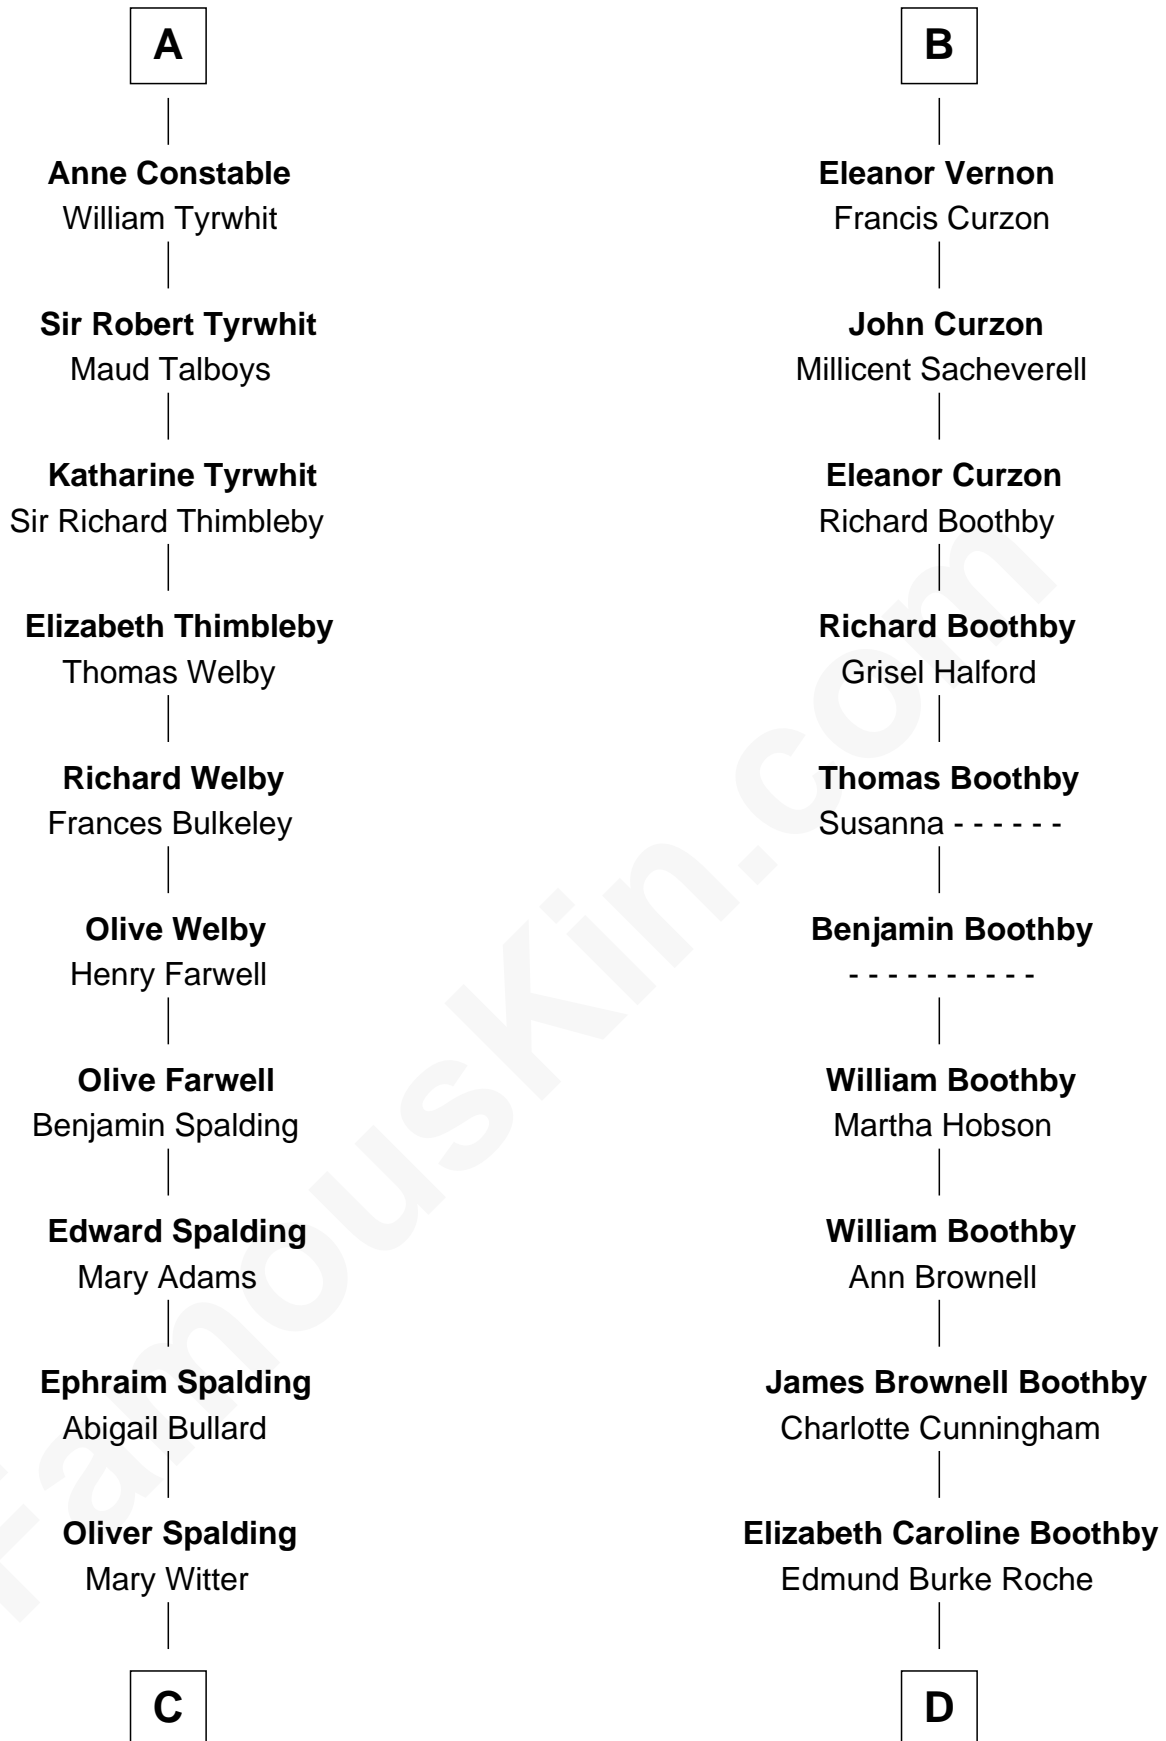 A
Anne Constable
William Tyrwhit
Sir Robert Tyrwhit
Maud Talboys
Katharine Tyrwhit
Sir Richard Thimbleby
Elizabeth Thimbleby
Thomas Welby
Richard Welby
Frances Bulkeley
Olive Welby
Henry Farwell
Olive Farwell
Benjamin Spalding
Edward Spalding
Mary Adams
Ephraim Spalding
Abigail Bullard
Oliver Spalding
Mary Witter
C
B
Eleanor Vernon
Francis Curzon
John Curzon
Millicent Sacheverell
Eleanor Curzon
Richard Boothby
Richard Boothby
Grisel Halford
Thomas Boothby
Susanna - - - - - -
Benjamin Boothby
- - - - - - - - - -
William Boothby
Martha Hobson
William Boothby
Ann Brownell
James Brownell Boothby
Charlotte Cunningham
Elizabeth Caroline Boothby
Edmund Burke Roche
D
FamousKin.com